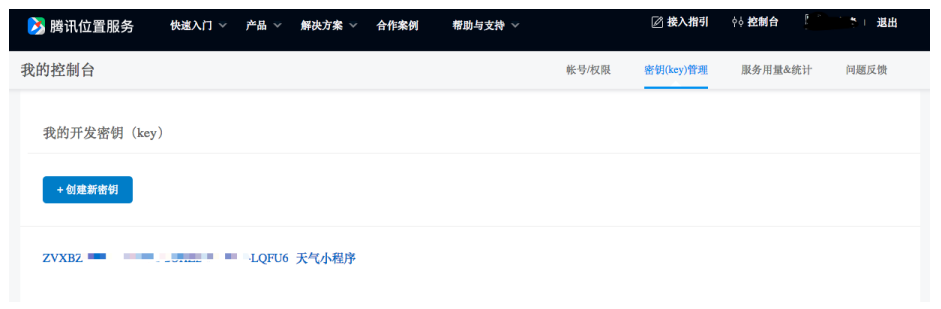 腾讯位置服务 快速入门 产品 解决方案 合作案例 帮助与支持 接入指引 控制台 退出
我的控制台 帐号/权限 密钥(key)管理 服务用量&统计 问题反馈
我的开发密钥（key）
+创建新密钥
ZVXBZ -LQFU6 天气小程序